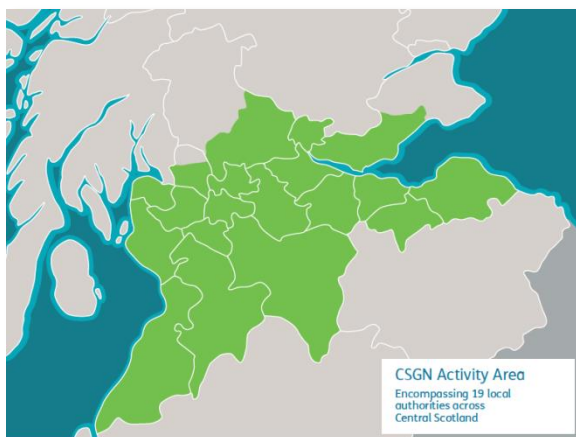 CSGN Activity Area
Encompassing 19 local
authorities across
Central Scotland